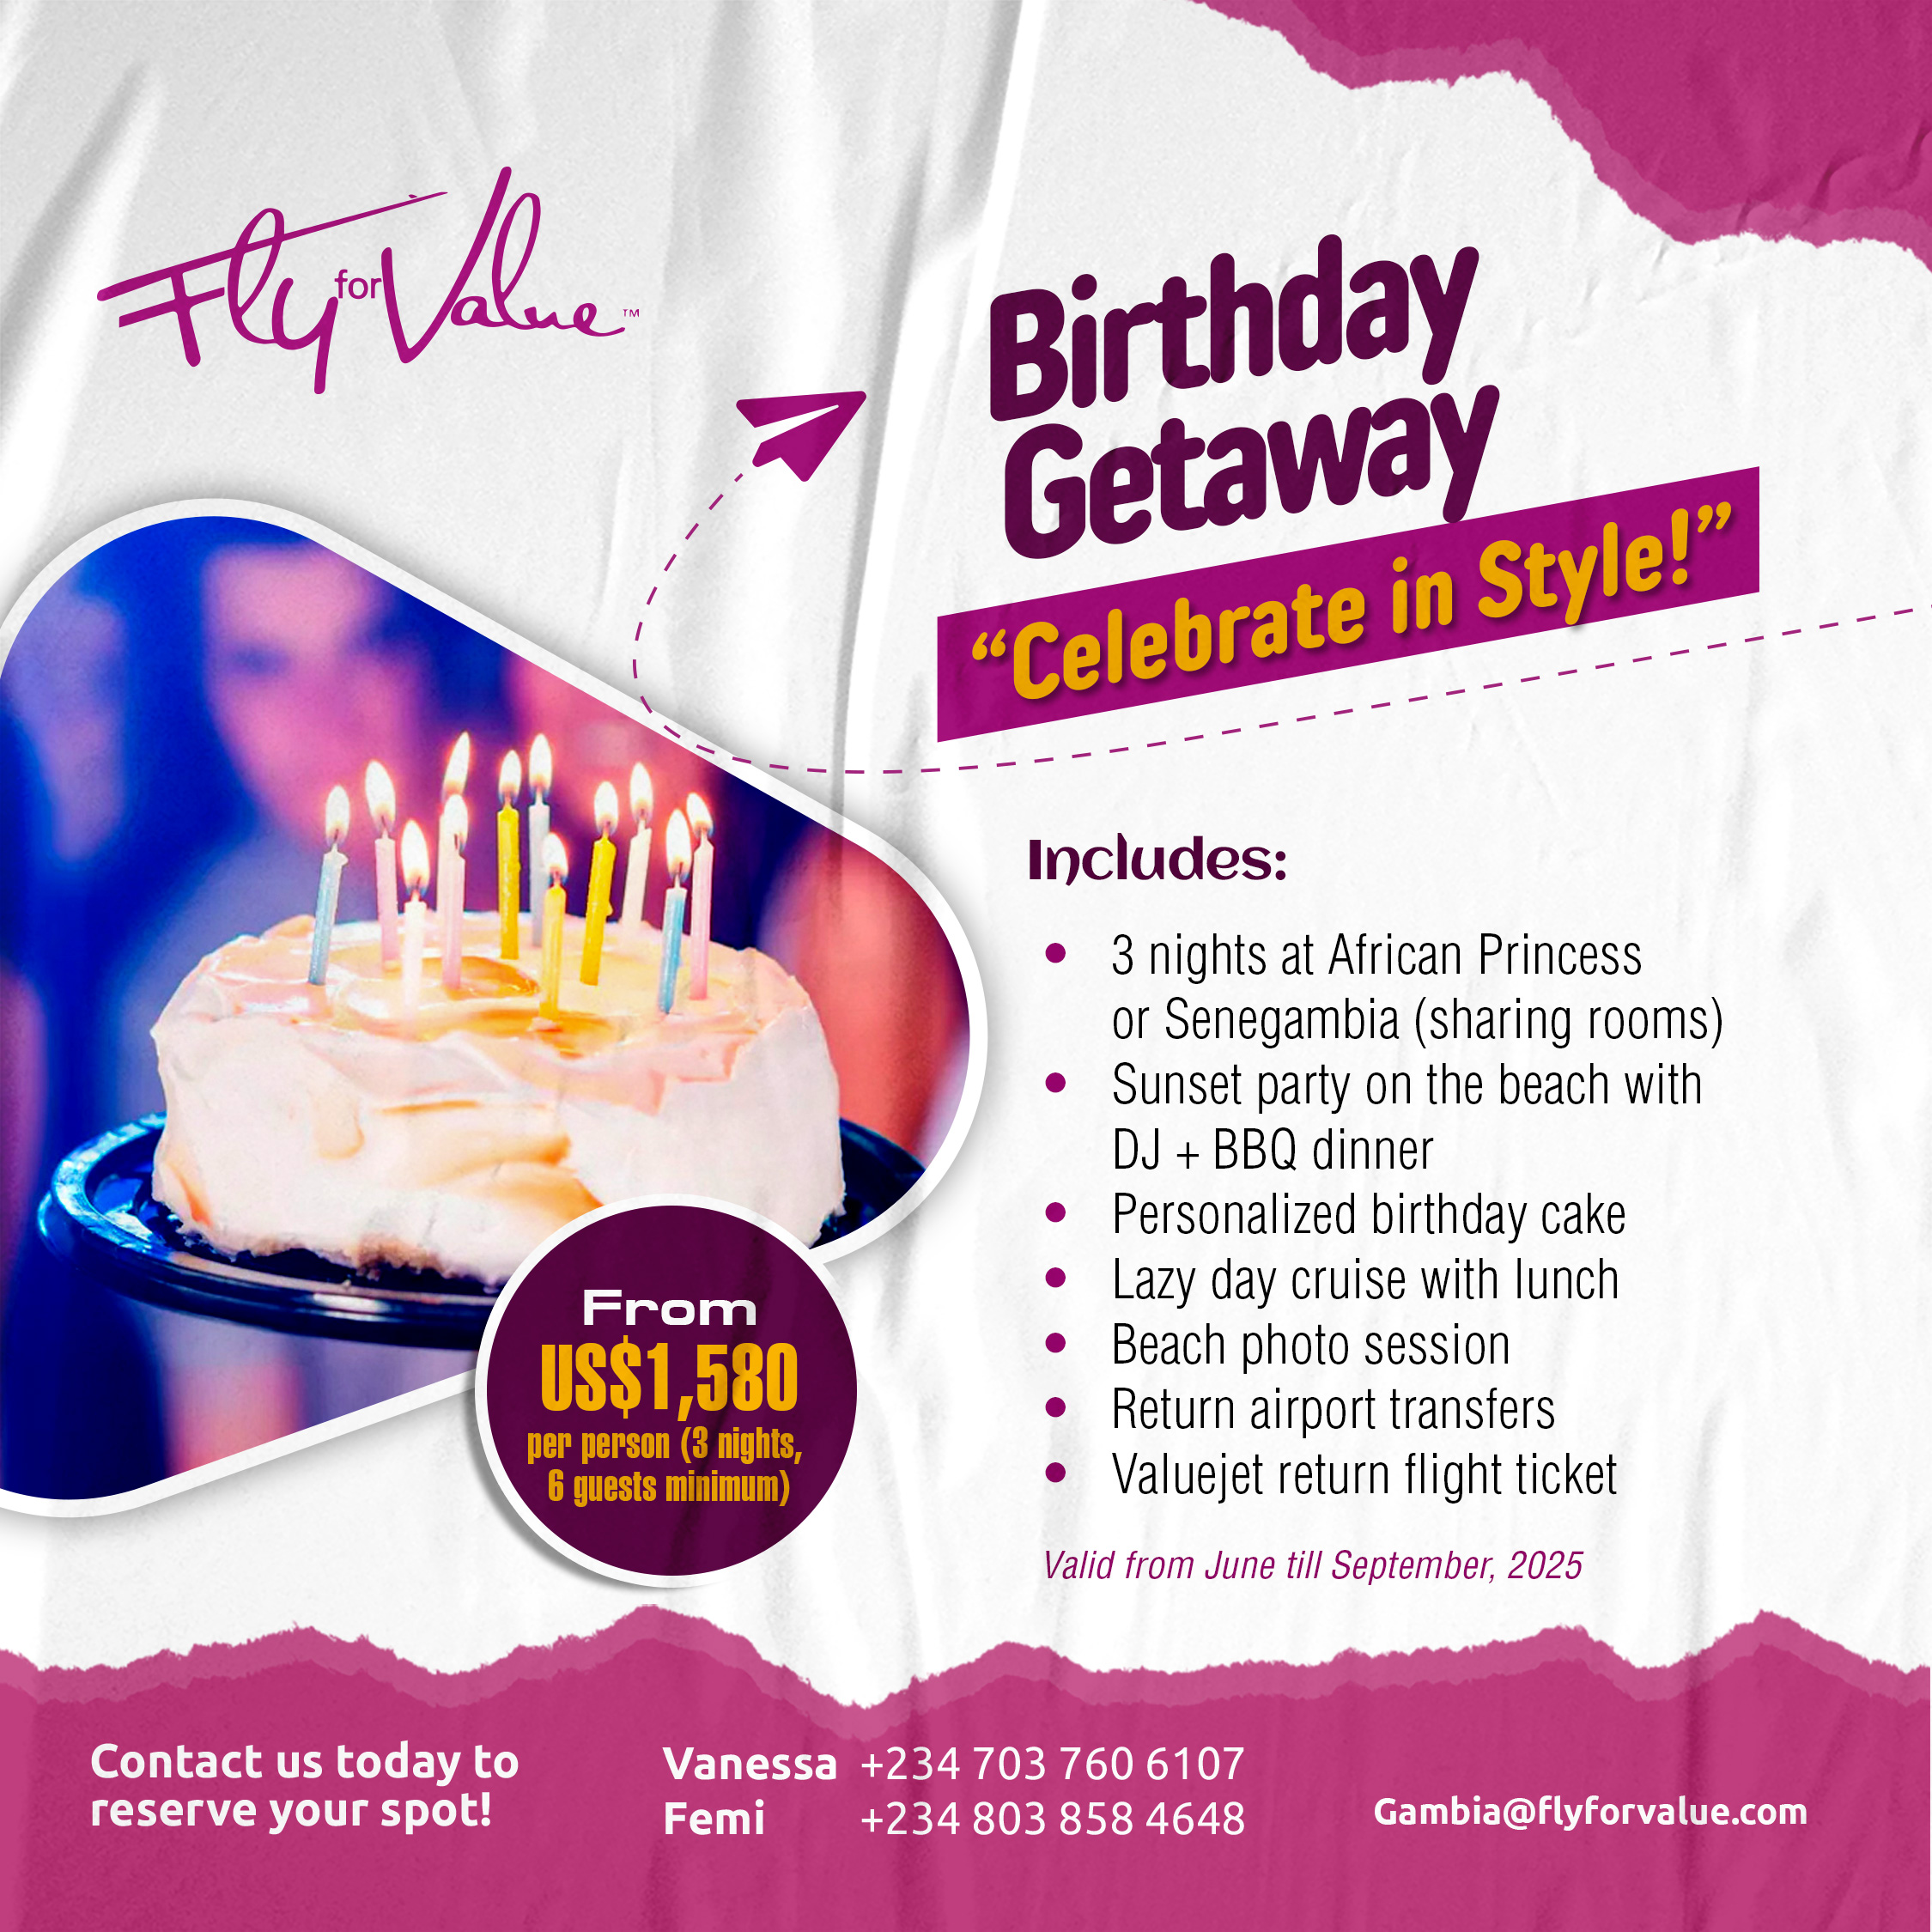 Fly for Value™
Birthday
Getaway
“Celebrate in Style!”
Includes:
• 3 nights at African Princess
or Senegambia (sharing rooms)
• Sunset party on the beach with
DJ + BBQ dinner
• Personalized birthday cake
• Lazy day cruise with lunch
• Beach photo session
• Return airport transfers
• Valuejet return flight ticket
Valid from June till September, 2025
From
US$1,580
per person (3 nights,
6 guests minimum)
Contact us today to
reserve your spot!
Vanessa +234 703 760 6107
Femi +234 803 858 4648
Gambia@flyforvalue.com